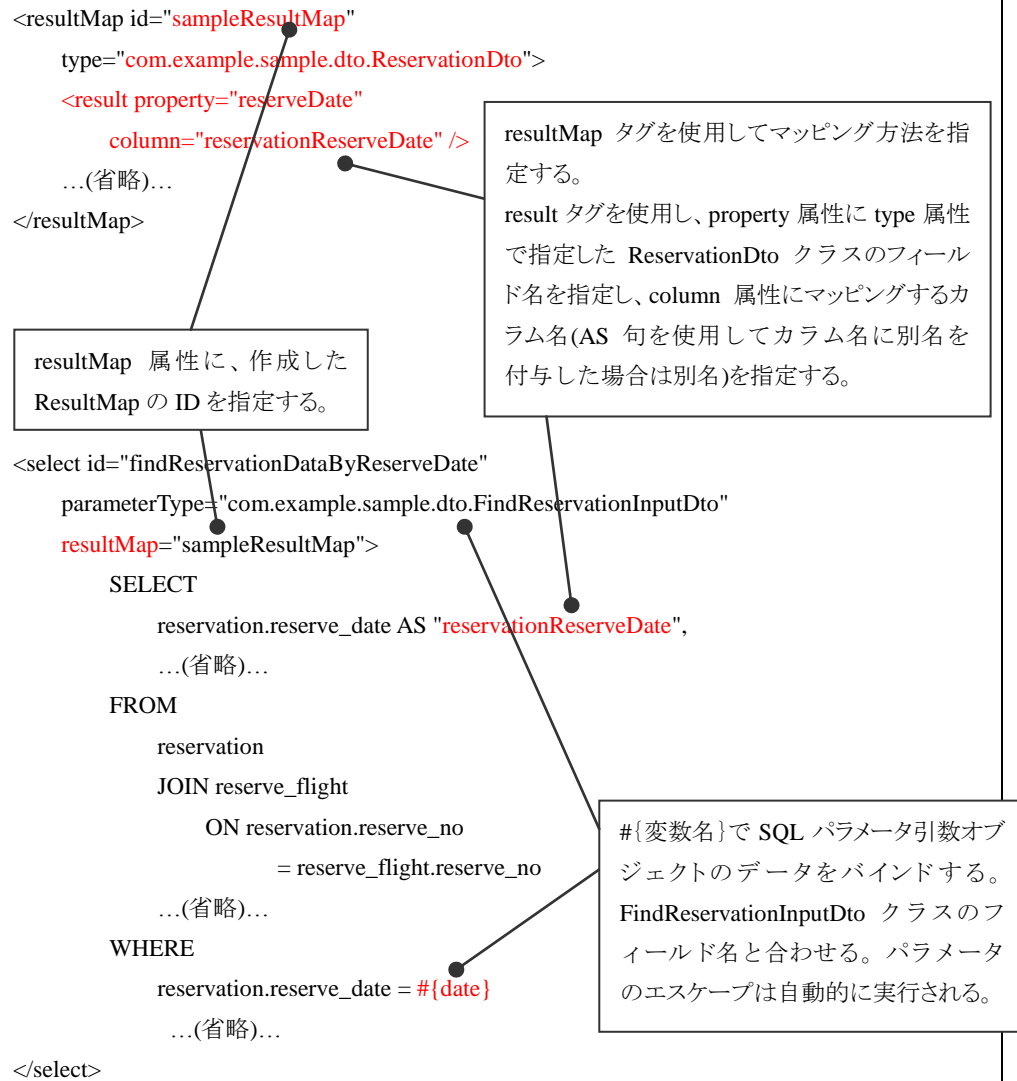 <resultMap id="sampleResultMap"
type="com.example.sample.dto.ReservationDto">
<result property="reserveDate"
column="reservationReserveDate" />
…(省略)…
</resultMap>
resultMap タグを使用してマッピング方法を指
定する。
result タグを使用し、property 属性に type 属性
で指定した ReservationDto クラスのフィール
ド名を指定し、column 属性にマッピングするカ
ラム名(AS 句を使用してカラム名に別名を
付与した場合は別名)を指定する。
resultMap 属性に、作成した
ResultMap の ID を指定する。
<select id="findReservationDataByReserveDate"
parameterType="com.example.sample.dto.FindReservationInputDto"
resultMap="sampleResultMap">
SELECT
reservation.reserve_date AS "reservationReserveDate",
…(省略)…
FROM
reservation
JOIN reserve_flight
ON reservation.reserve_no
= reserve_flight.reserve_no
…(省略)…
WHERE
reservation.reserve_date = #{date}
…(省略)…
</select>
#{変数名}で SQL パラメータ引数オブ
ジェクトのデータをバインドする。
FindReservationInputDto クラスのフ
ィールド名と合わせる。パラメータ
のエスケープは自動的に実行される。